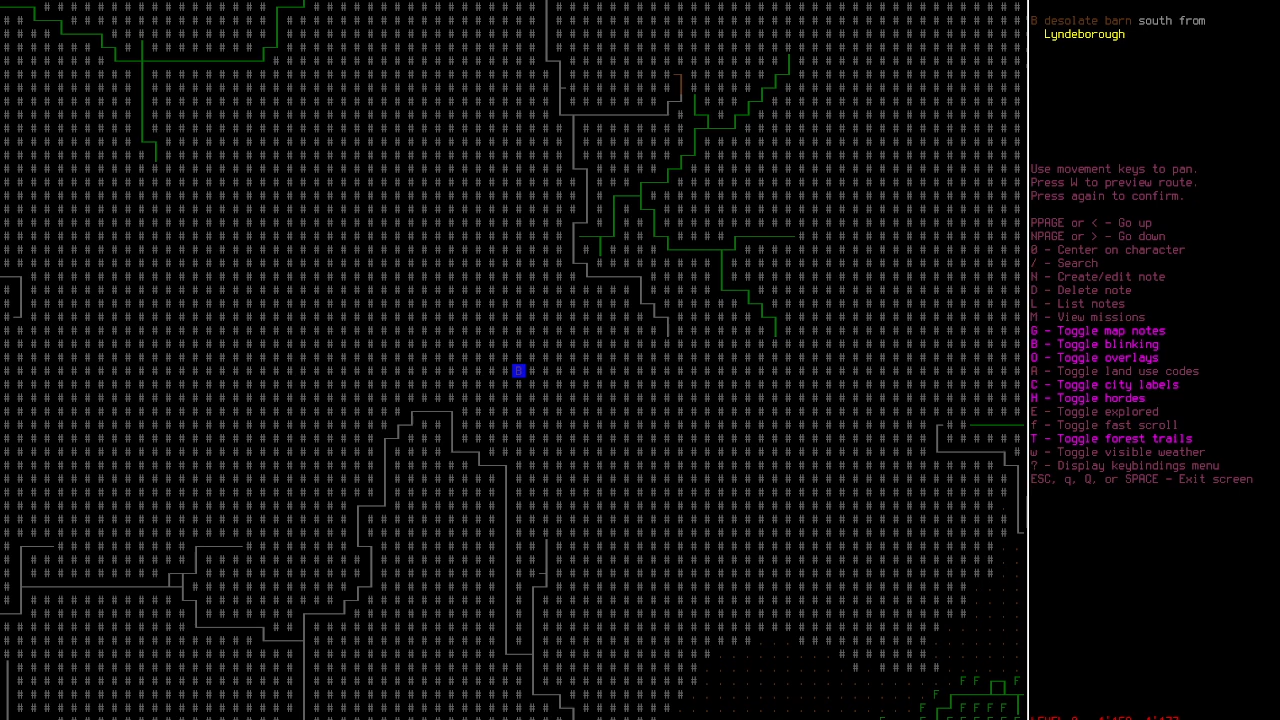 B desolate barn south from
Lyndeborough
Use movement keys to pan.
Press W to preview route.
Press again to confirm.
PPAGE or < - Go up
NPAGE or > - Go down
0 - Center on character
/ - Search
N - Create/edit note
D - Delete note
L - List notes
M - View missions
G - Toggle map notes
B - Toggle blinking
O - Toggle overlays
A - Toggle land use codes
C - Toggle city labels
H - Toggle hordes
E - Toggle explored
f - Toggle fast scroll
T - Toggle forest trails
w - Toggle visible weather
? - Display keybindings menu
ESC, q, Q, or SPACE - Exit screen